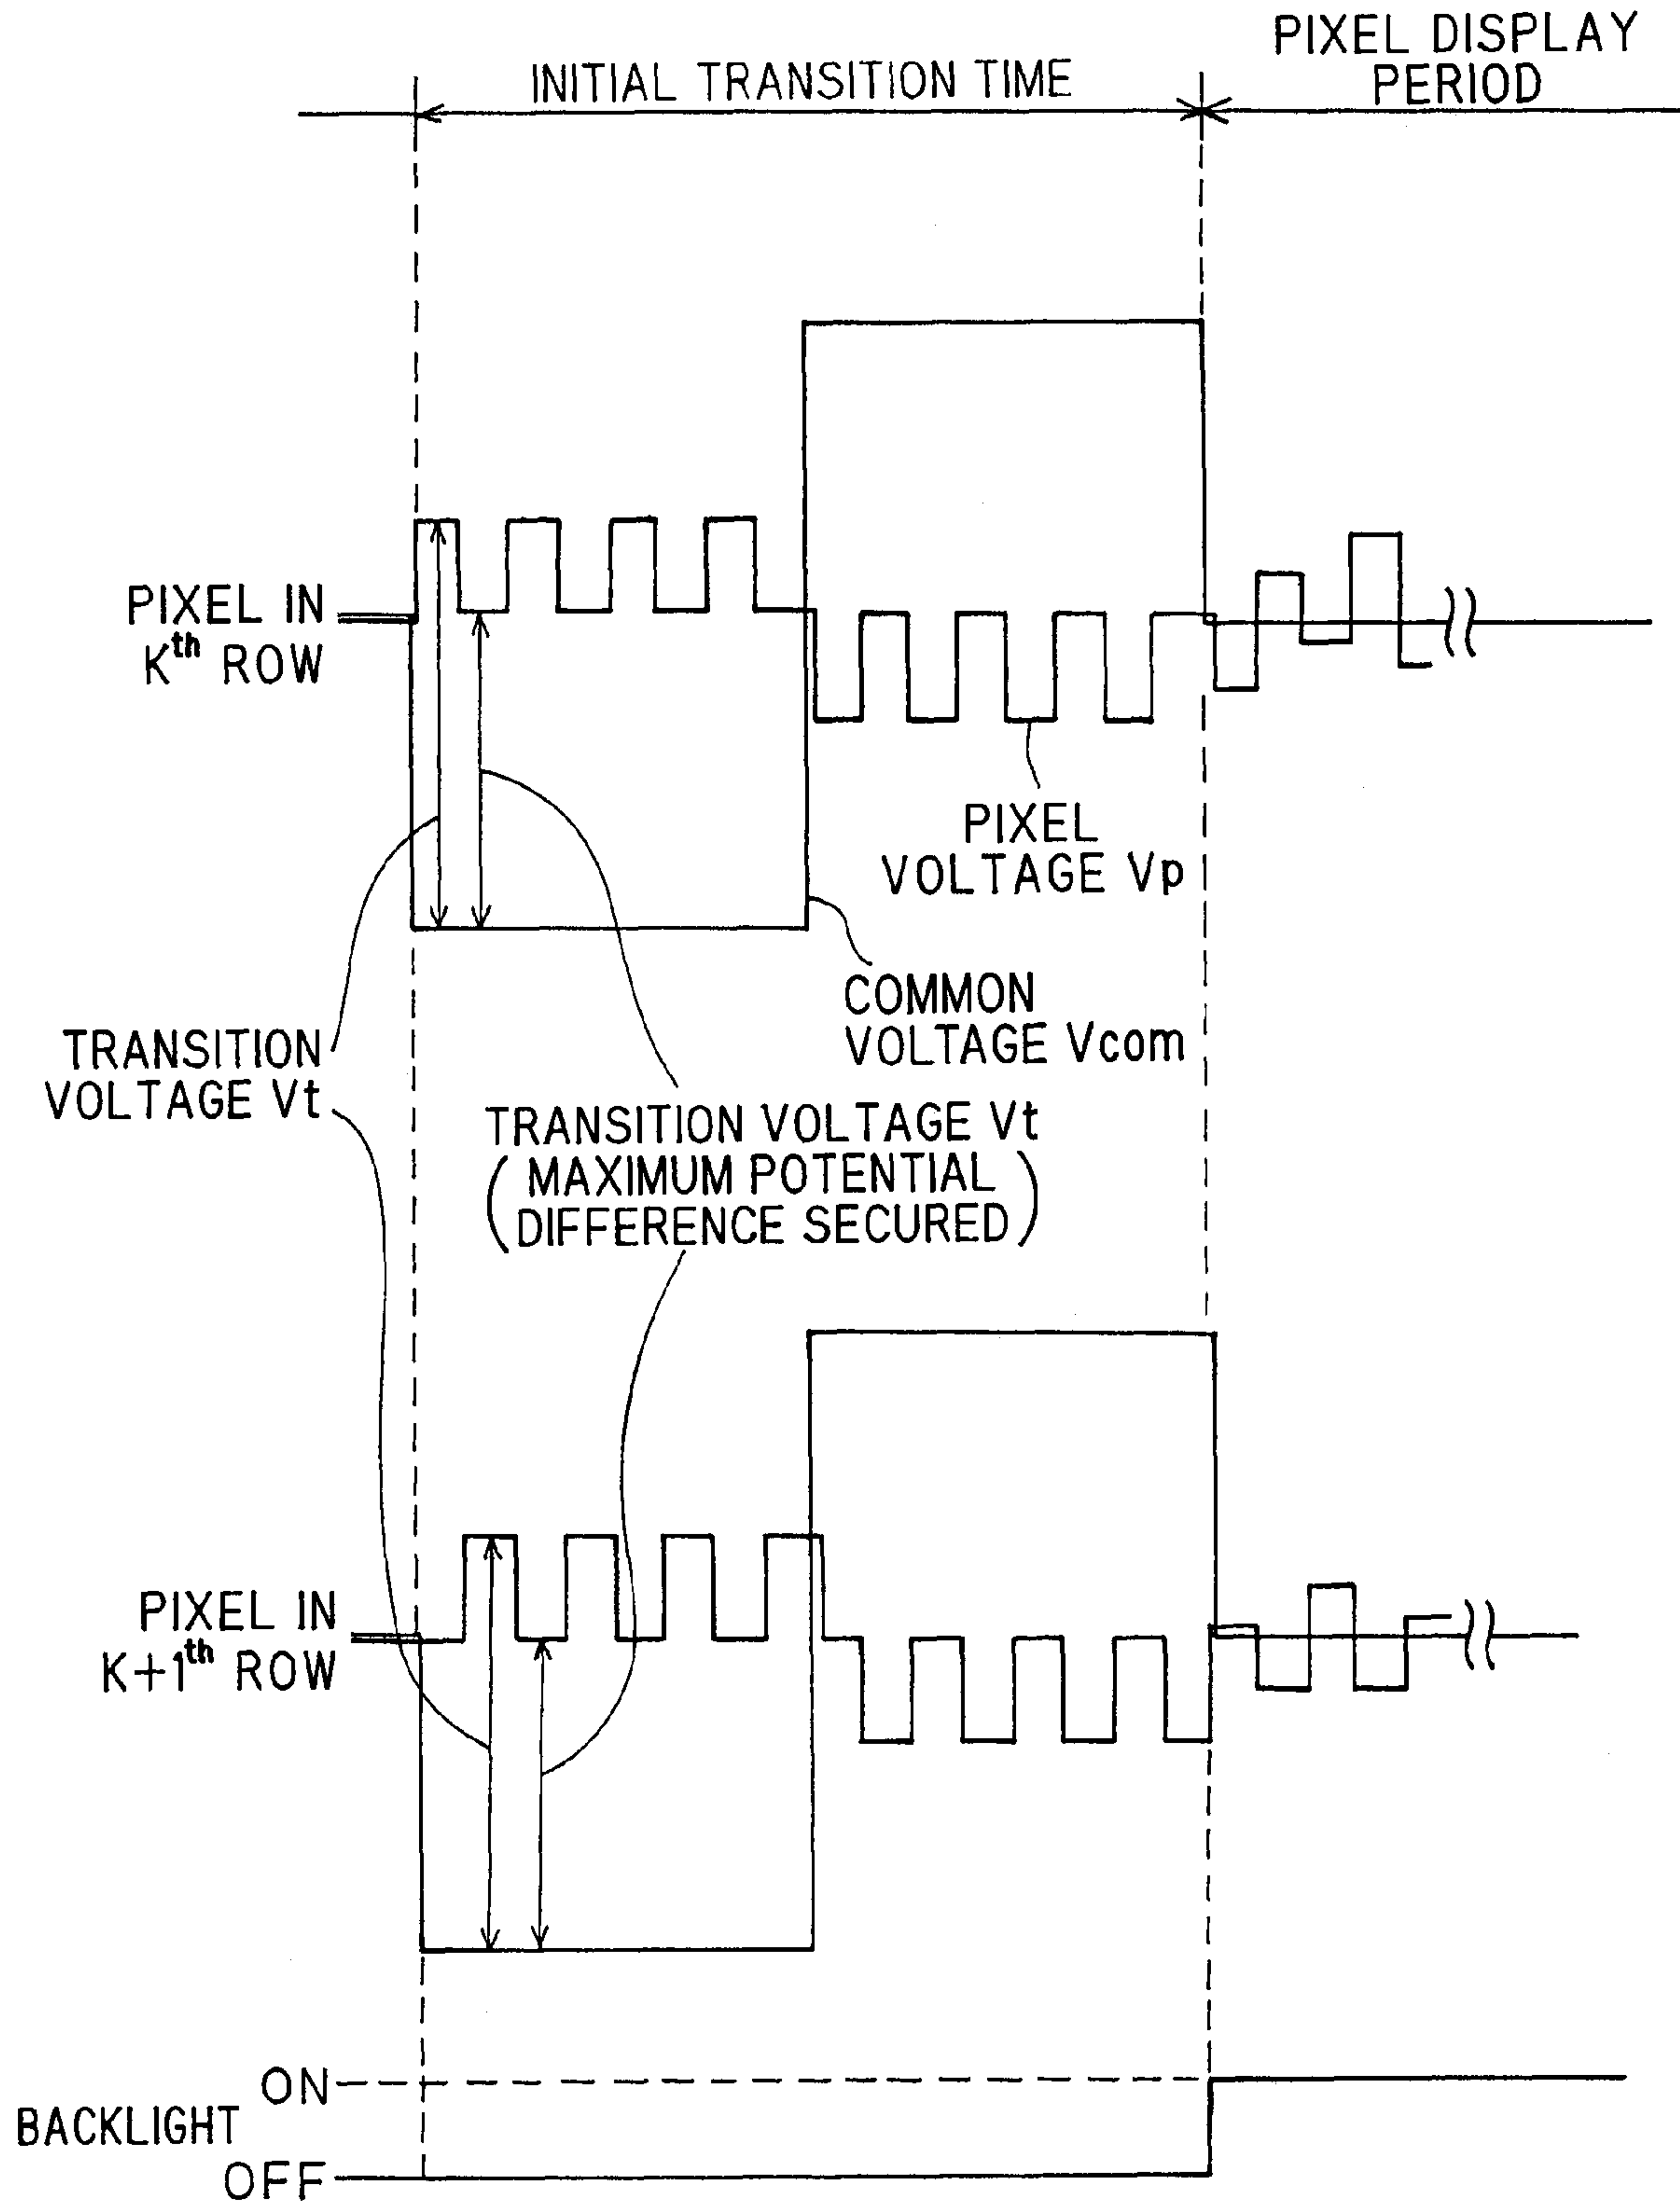 INITIAL TRANSITION TIME
PIXEL DISPLAY
PERIOD
PIXEL IN
Kth ROW
PIXEL
VOLTAGE Vp
COMMON
VOLTAGE Vcom
TRANSITION
VOLTAGE Vt
TRANSITION VOLTAGE Vt
(MAXIMUM POTENTIAL
DIFFERENCE SECURED)
PIXEL IN
K+1th ROW
ON
BACKLIGHT
OFF